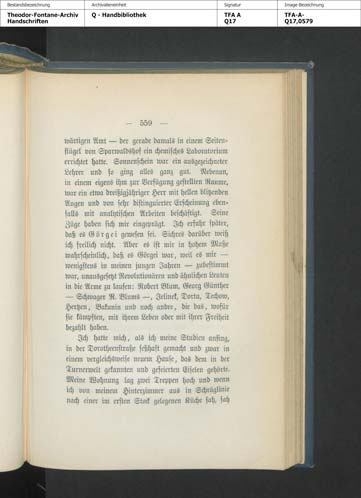 Bestandsbezeichnung
Theodor-Fontane-Archiv
Handschriften
Archivalieneinheit
Q - Handbibliothek
Signatur
TFA A
Q17
Image-Bezeichnung
TFA-A-
Q17,0579
— 559 —
wärtigen Amt — der gerade damals in einem Seiten-
flügel von Sparwaldshof ein chemisches Laboratorium
errichtet hatte. Sonnenschein war ein ausgezeichneter
Lehrer und so ging alles ganz gut. Nebenan,
in einem eigens ihm zur Verfügung gestellten Raume,
war ein etwa dreißigjähriger Herr mit hellen blitzenden
Augen und von sehr distinguierter Erscheinung eben-
falls mit analytischen Arbeiten beschäftigt. Seine
Züge haben sich mir eingeprägt. Ich erfuhr später,
daß es Görgei gewesen sei. Sichres darüber weiß
ich freilich nicht. Aber es ist mir in hohem Maße
wahrscheinlich, daß es Görgei war, weil es mir —
wenigstens in meinen jungen Jahren — zubestimmt
war, unausgesetzt Revolutionären und ähnlichen Leuten
in die Arme zu laufen: Robert Blum, Georg Günther
— Schwager R. Blums —, Jelinek, Dortu, Techow,
Herzen, Bakunin und noch andre, die das, wofür
sie kämpften, mit ihrem Leben oder mit ihrer Freiheit
bezahlt haben.
Ich hatte mich, als ich meine Studien anfing,
in der Dorotheenstraße seßhaft gemacht und zwar in
einem vergleichsweise neuen Hause, das dem in der
Turnerwelt gekannten und gefeierten Eiselen gehörte.
Meine Wohnung lag zwei Treppen hoch und wenn
ich von meinem Hinterzimmer aus in Schräglinie
nach einer im ersten Stock gelegenen Küche sah, sah